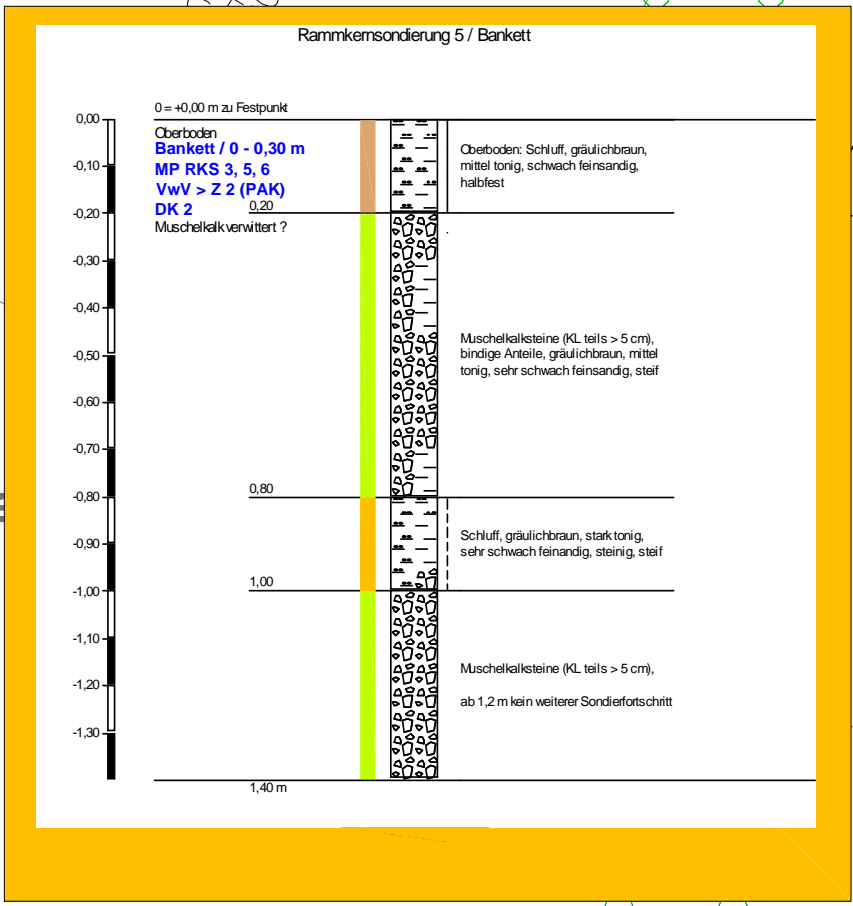 Rammkernsondierung 5 / Bankett
0 = +0,00 m zu Festpunkt
0,00
Oberboden
Bankett / 0 - 0,30 m
MP RKS 3, 5, 6
VwV > Z 2 (PAK)
DK 2
0,20
Muschelkalk verwittert ?
Oberboden: Schluff, gräulichbraun,
mittel tonig, schwach feinsandig,
halbfest
-0,10
-0,20
-0,30
-0,40
-0,50
-0,60
-0,70
-0,80
-0,90
-1,00
-1,10
-1,20
-1,30
Muschelkalksteine (KL teils > 5 cm),
bindige Anteile, gräulichbraun, mittel
tonig, sehr schwach feinsandig, steif
0,80
Schluff, gräulichbraun, stark tonig,
sehr schwach feinandig, steinig, steif
1,00
Muschelkalksteine (KL teils > 5 cm),
ab 1,2 m kein weiterer Sondierfortschritt
1,40 m